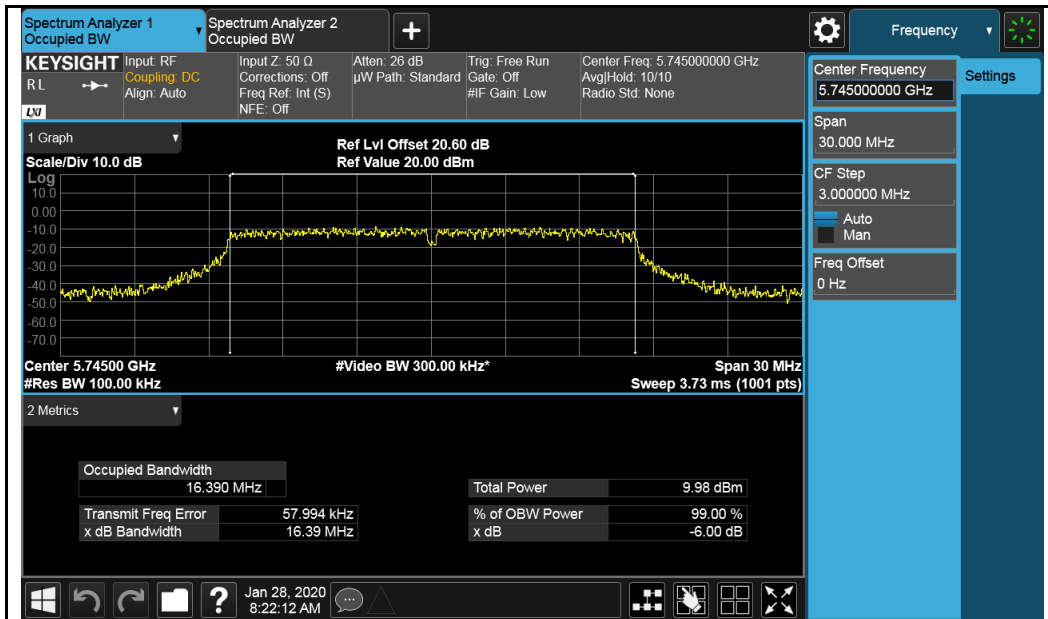 Spectrum Analyzer 1
Occupied BW
Spectrum Analyzer 2
Occupied BW
Frequency
KEYSIGHT
R L
LXI
Input: RF
Coupling: DC
Align: Auto
Input Z: 50 Ω
Corrections: Off
Freq Ref: Int (S)
NFE: Off
Atten: 26 dB
µW Path: Standard
Trig: Free Run
Gate: Off
#IF Gain: Low
Center Freq: 5.745000000 GHz
Avg|Hold: 10/10
Radio Std: None
Center Frequency
5.745000000 GHz
Settings
Span
30.000 MHz
CF Step
3.000000 MHz
Auto
Man
Freq Offset
0 Hz
1 Graph
Scale/Div 10.0 dB
Ref Lvl Offset 20.60 dB
Ref Value 20.00 dBm
Log
10.0
0.00
-10.0
-20.0
-30.0
-40.0
-50.0
-60.0
-70.0
Center 5.74500 GHz
#Video BW 300.00 kHz*
Span 30 MHz
#Res BW 100.00 kHz
Sweep 3.73 ms (1001 pts)
2 Metrics
Occupied Bandwidth
16.390 MHz
Total Power 9.98 dBm
Transmit Freq Error 57.994 kHz
% of OBW Power 99.00 %
x dB Bandwidth 16.39 MHz
x dB -6.00 dB
?
Jan 28, 2020
8:22:12 AM